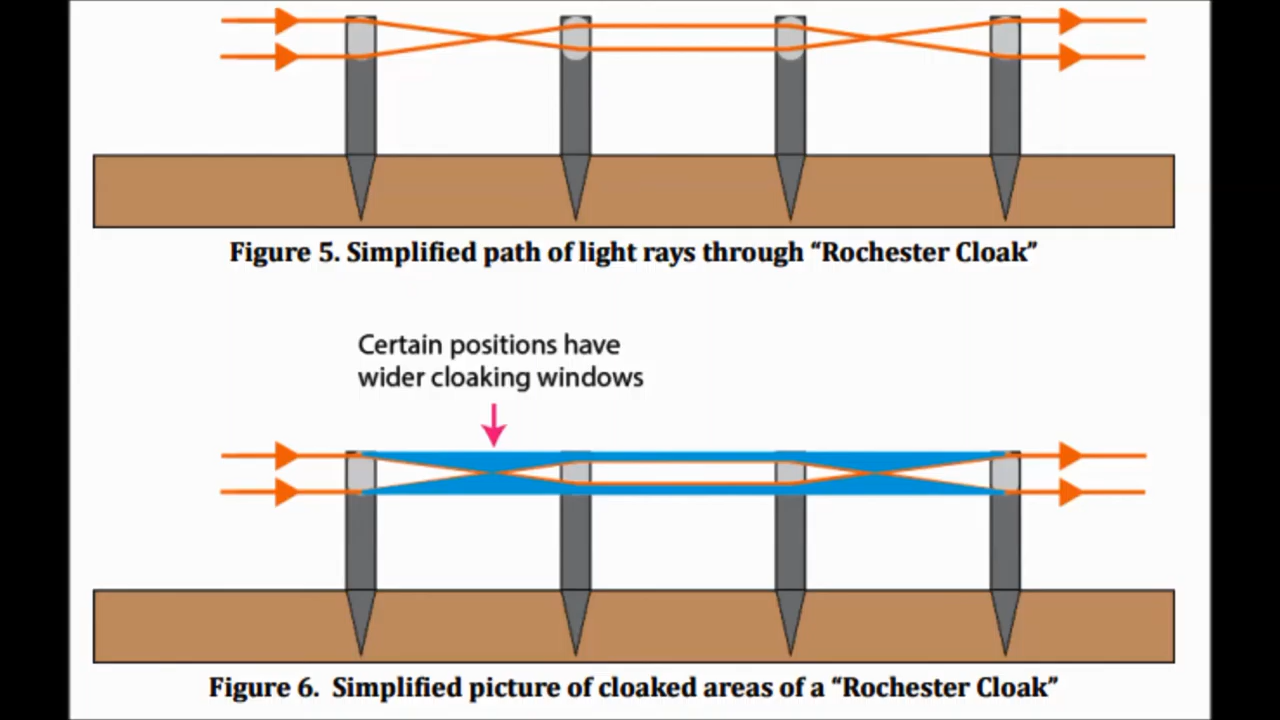 Figure 5. Simplified path of light rays through “Rochester Cloak”
Certain positions have
wider cloaking windows
Figure 6.  Simplified picture of cloaked areas of a “Rochester Cloak”